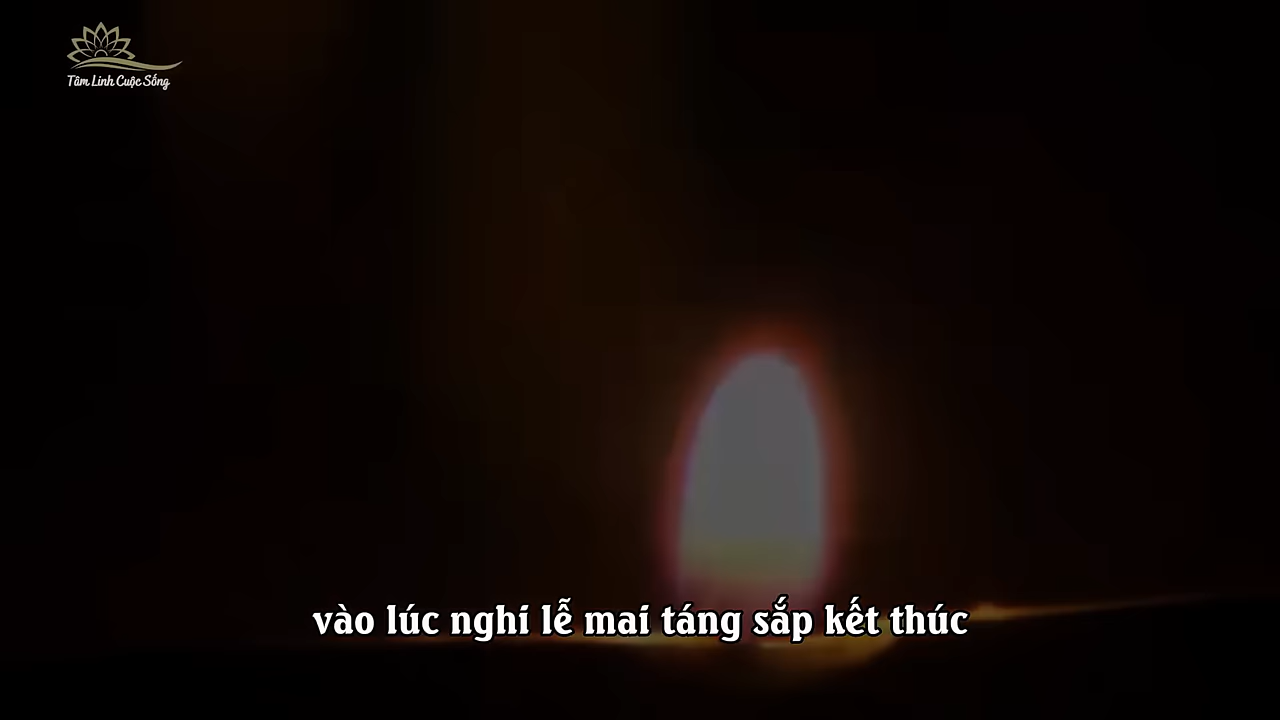 Tâm Linh Cuộc Sống
vào lúc nghi lễ mai táng sắp kết thúc